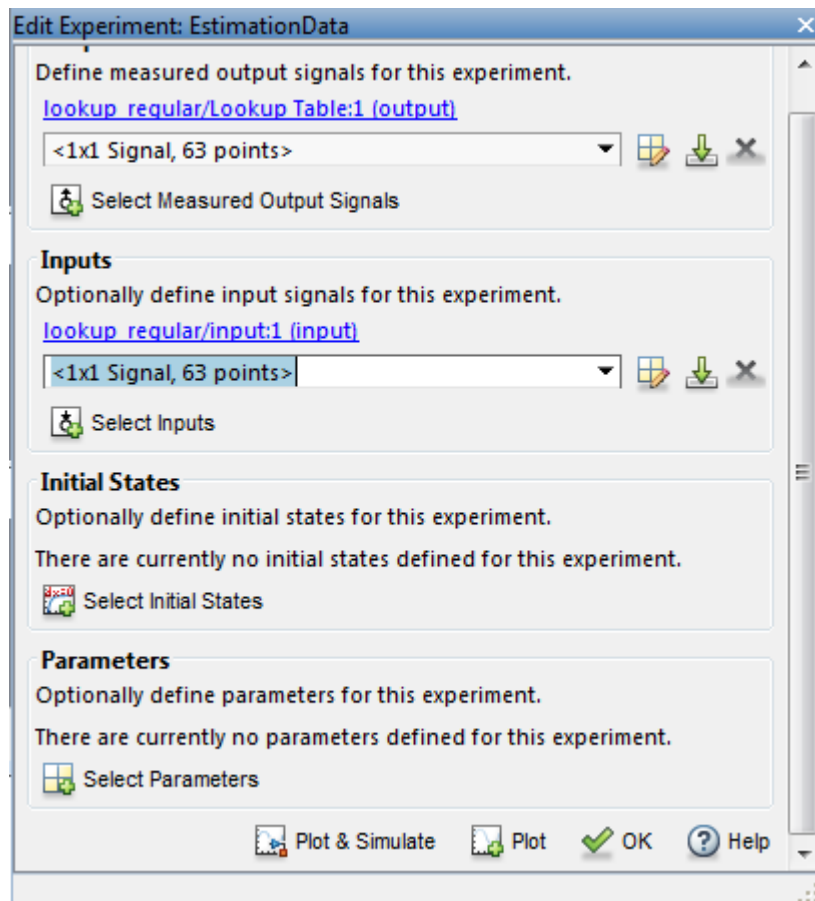 Edit Experiment: EstimationData
Define measured output signals for this experiment.
lookup_regular/Lookup Table:1 (output)
<1x1 Signal, 63 points>
Select Measured Output Signals
Inputs
Optionally define input signals for this experiment.
lookup_regular/input:1 (input)
<1x1 Signal, 63 points>
Select Inputs
Initial States
Optionally define initial states for this experiment.
There are currently no initial states defined for this experiment.
Select Initial States
Parameters
Optionally define parameters for this experiment.
There are currently no parameters defined for this experiment.
Select Parameters
Plot & Simulate Plot OK Help